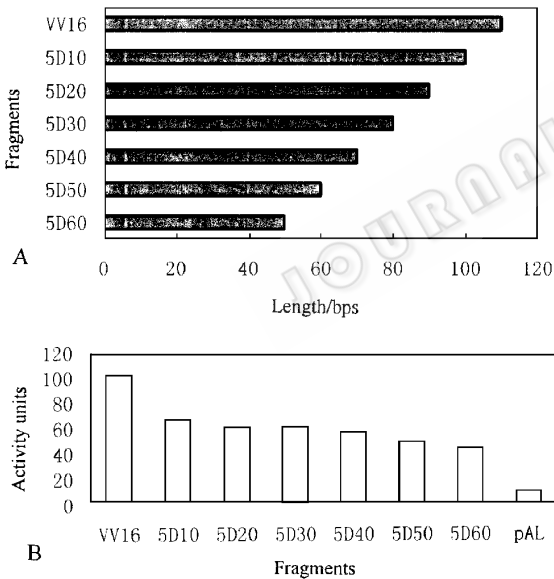 VV16
5D10
5D20
5D30
5D40
5D50
5D60
Fragments
A
0 20 40 60 80 100 120
Length/bps
JOURNAL
120
100
80
60
40
20
0
Activity units
VV16 5D10 5D20 5D30 5D40 5D50 5D60 pAL
B
Fragments